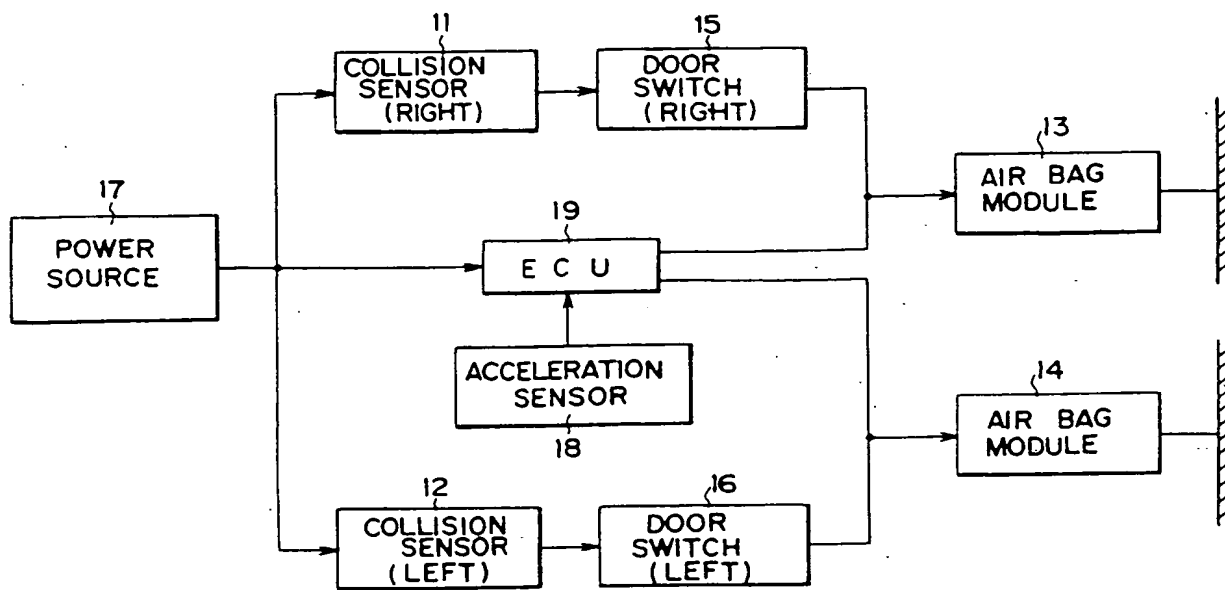 11
COLLISION
SENSOR
(RIGHT)
15
DOOR
SWITCH
(RIGHT)
13
AIR BAG
MODULE
17
POWER
SOURCE
19
ECU
ACCELERATION
SENSOR
18
14
AIR BAG
MODULE
12
COLLISION
SENSOR
(LEFT)
16
DOOR
SWITCH
(LEFT)